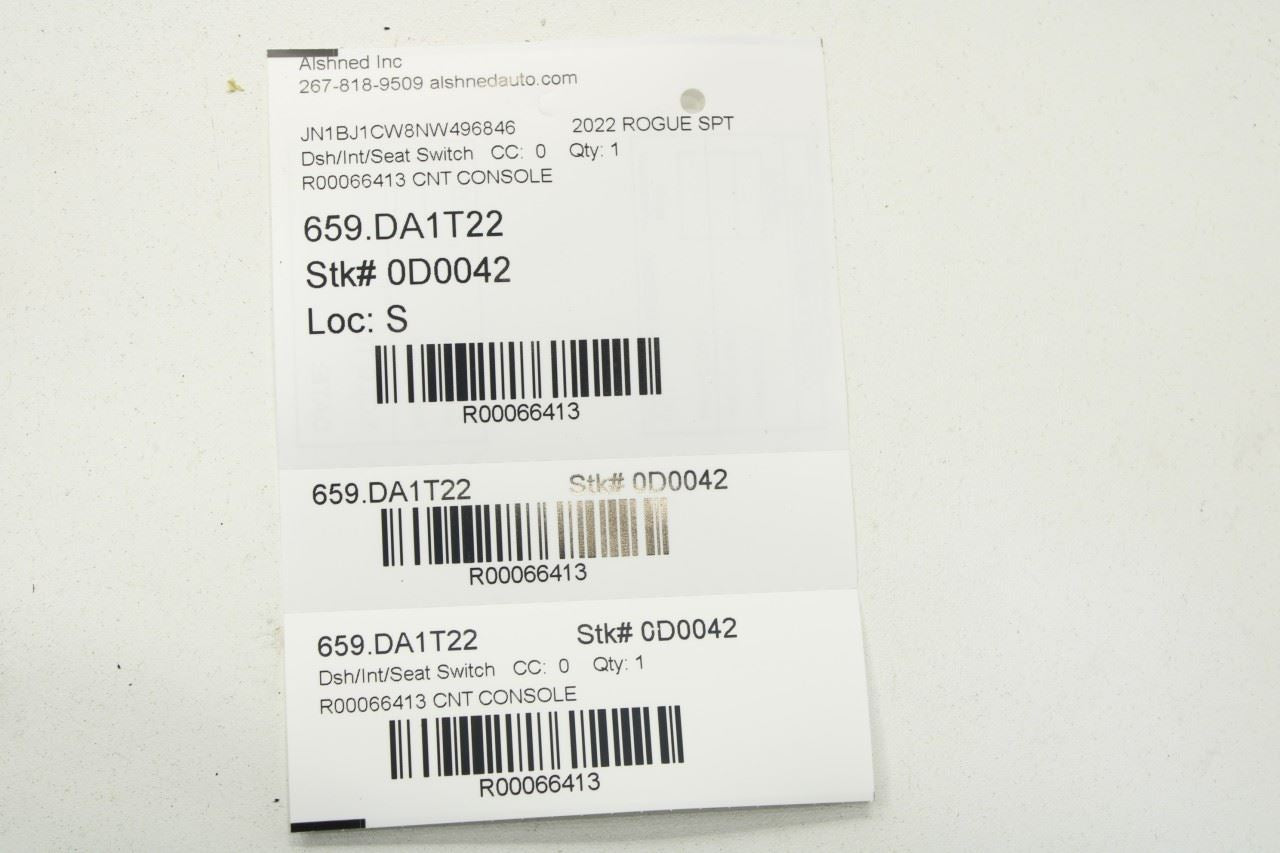 Alshned Inc
267-818-9509 alshnedauto.com
JN1BJ1CW8NW496846 2022 ROGUE SPT
Dsh/Int/Seat Switch CC: 0 Qty: 1
R00066413 CNT CONSOLE
659.DA1T22
Stk# 0D0042
Loc: S
R00066413
659.DA1T22 Stk# 0D0042
R00066413
659.DA1T22 Stk# 0D0042
Dsh/Int/Seat Switch CC: 0 Qty: 1
R00066413 CNT CONSOLE
R00066413